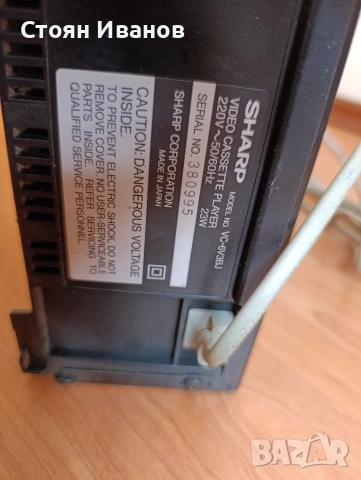 Стоян Иванов
SHARP
MODEL NO. VC-6V3BJ
VIDEO CASSETTE PLAYER
220V~50/60Hz 23W
SERIAL NO. 380995
SHARP CORPORATION
MADE IN JAPAN
CAUTION: DANGEROUS VOLTAGE
INSIDE.
TO PREVENT ELECTRIC SHOCK, DO NOT
REMOVE COVER. NO USER-SERVICEABLE
PARTS INSIDE. REFER SERVICING TO
QUALIFIED SERVICE PERSONNEL.
BAZAR